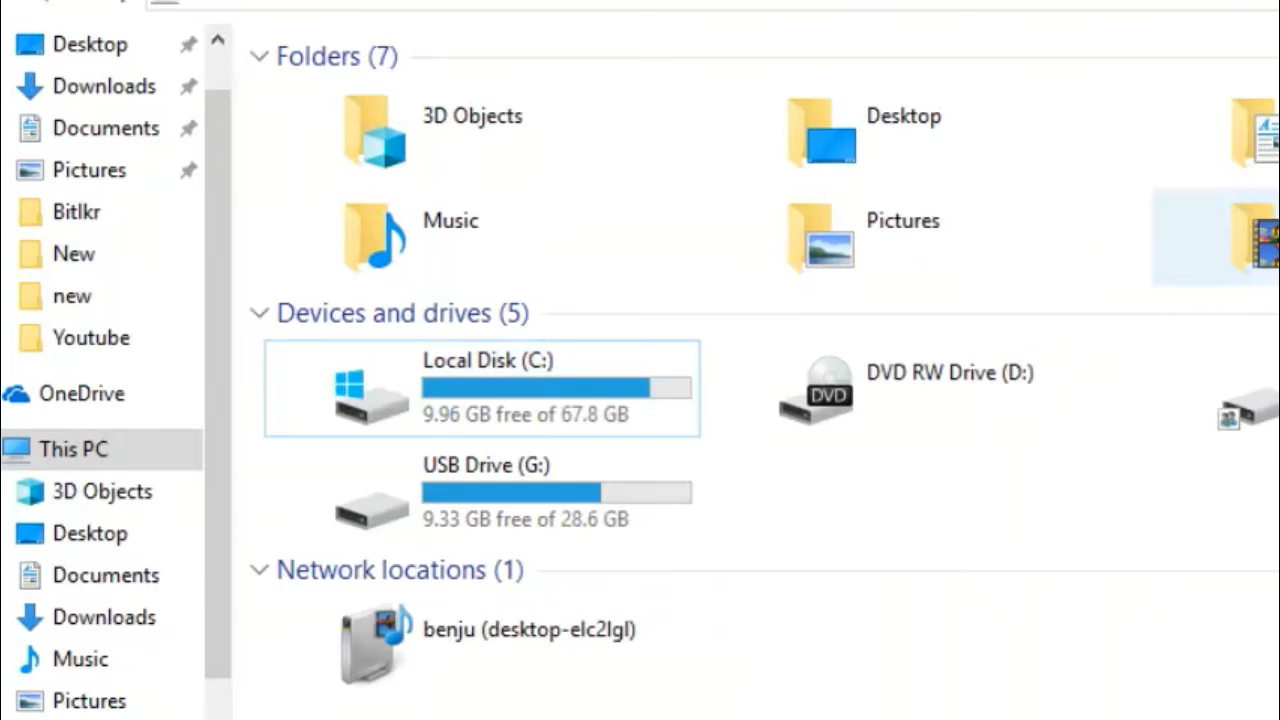 Desktop
Downloads
Documents
Pictures
Bitlkr
New
new
Youtube
OneDrive
This PC
3D Objects
Desktop
Documents
Downloads
Music
Pictures
Folders (7)
3D Objects
Desktop
Music
Pictures
Devices and drives (5)
Local Disk (C:)
9.96 GB free of 67.8 GB
DVD RW Drive (D:)
DVD
USB Drive (G:)
9.33 GB free of 28.6 GB
Network locations (1)
benju (desktop-elc2lgl)